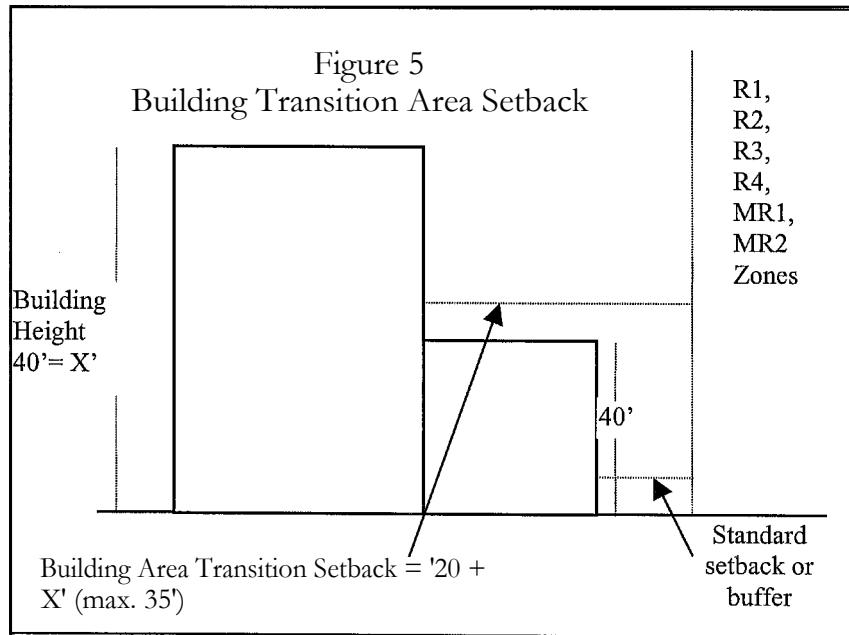 Figure 5
Building Transition Area Setback
R1,
R2,
R3,
R4,
MR1,
MR2
Zones
Building
Height
40’= X’
40’
Building Area Transition Setback = '20 +
X' (max. 35')
Standard
setback or
buffer